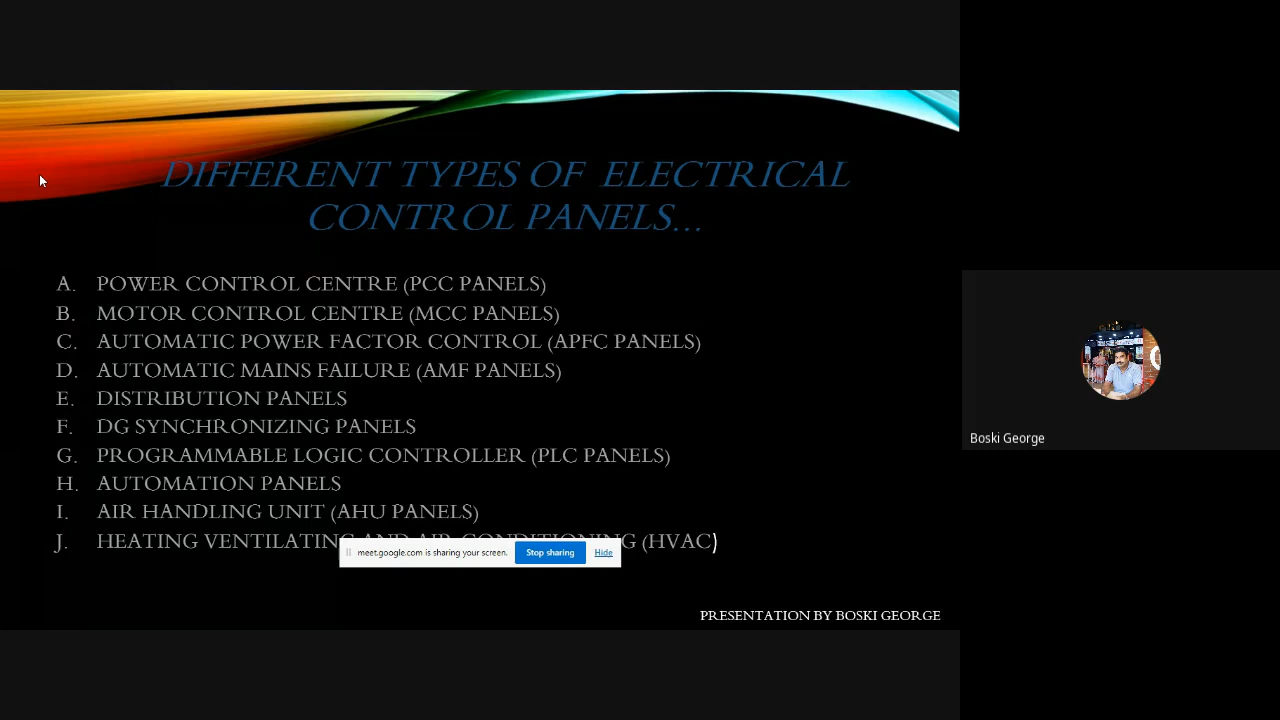 DIFFERENT TYPES OF ELECTRICAL
CONTROL PANELS...
A. POWER CONTROL CENTRE (PCC PANELS)
B. MOTOR CONTROL CENTRE (MCC PANELS)
C. AUTOMATIC POWER FACTOR CONTROL (APFC PANELS)
D. AUTOMATIC MAINS FAILURE (AMF PANELS)
E. DISTRIBUTION PANELS
F. DG SYNCHRONIZING PANELS
G. PROGRAMMABLE LOGIC CONTROLLER (PLC PANELS)
H. AUTOMATION PANELS
I. AIR HANDLING UNIT (AHU PANELS)
J. HEATING VENTILATING AND AIR CONDITIONING (HVAC)
meet.google.com is sharing your screen. Stop sharing Hide
PRESENTATION BY BOSKI GEORGE
Boski George